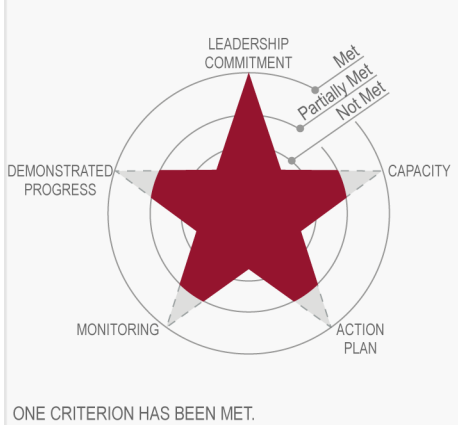 LEADERSHIP
COMMITMENT
Met
Partially Met
Not Met
DEMONSTRATED
PROGRESS
CAPACITY
MONITORING
ACTION
PLAN
ONE CRITERION HAS BEEN MET.